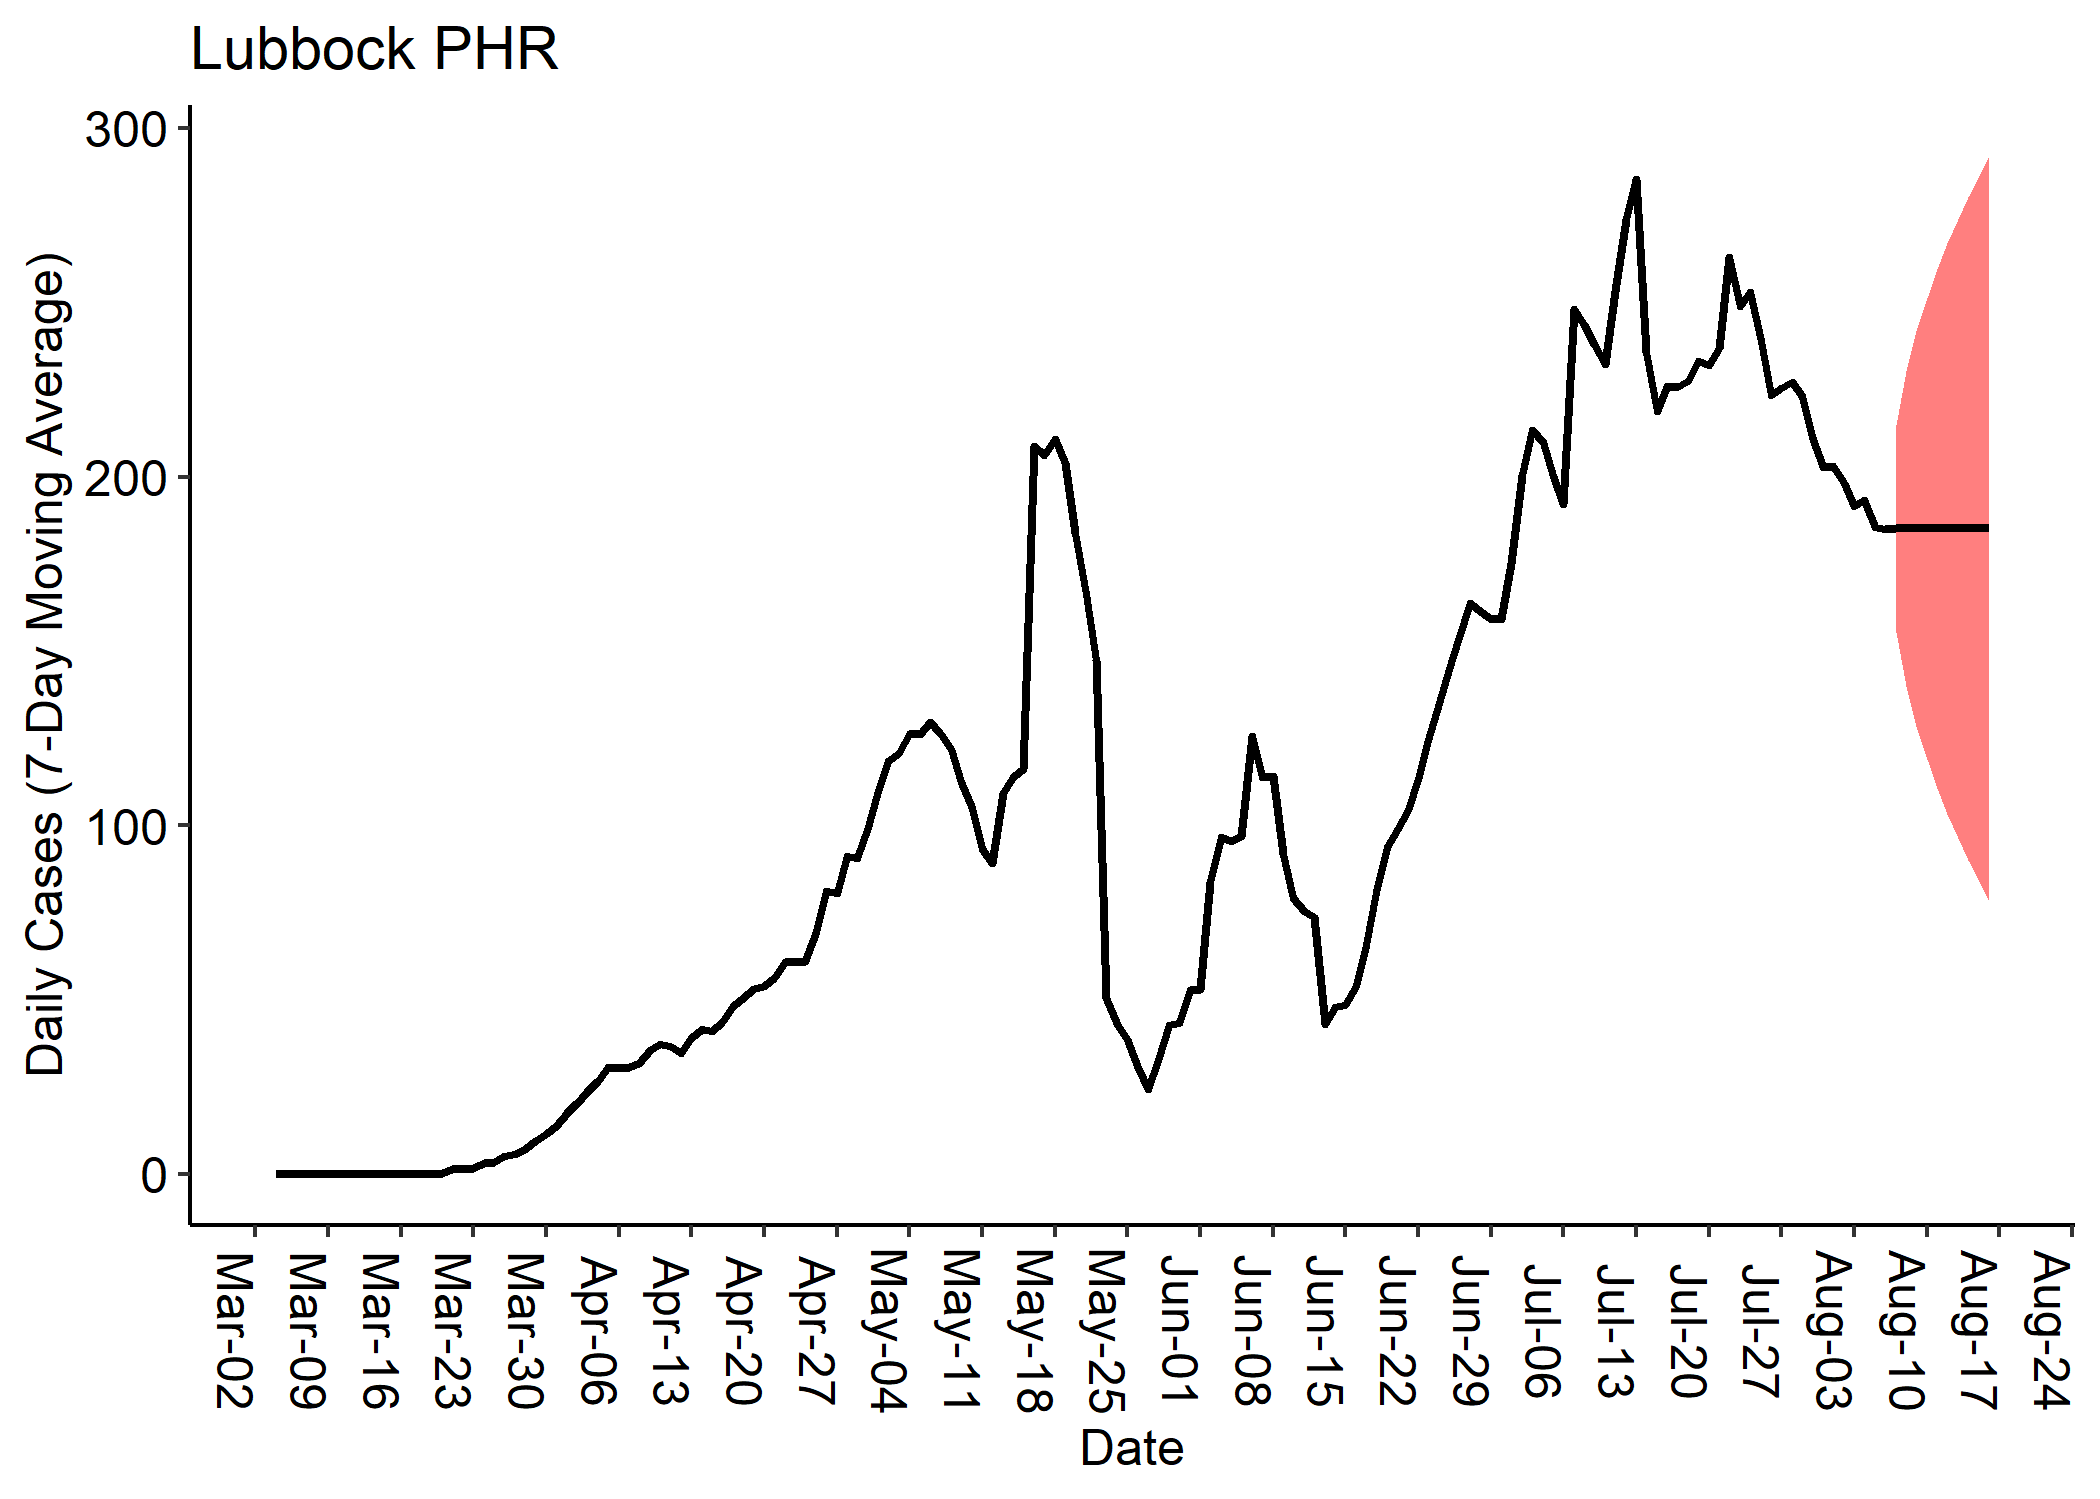 Lubbock PHR
Daily Cases (7-Day Moving Average)
300
200
100
0
Mar-02
Mar-09
Mar-16
Mar-23
Mar-30
Apr-06
Apr-13
Apr-20
Apr-27
May-04
May-11
May-18
May-25
Jun-01
Jun-08
Jun-15
Jun-22
Jun-29
Jul-06
Jul-13
Jul-20
Jul-27
Aug-03
Aug-10
Aug-17
Aug-24
Date